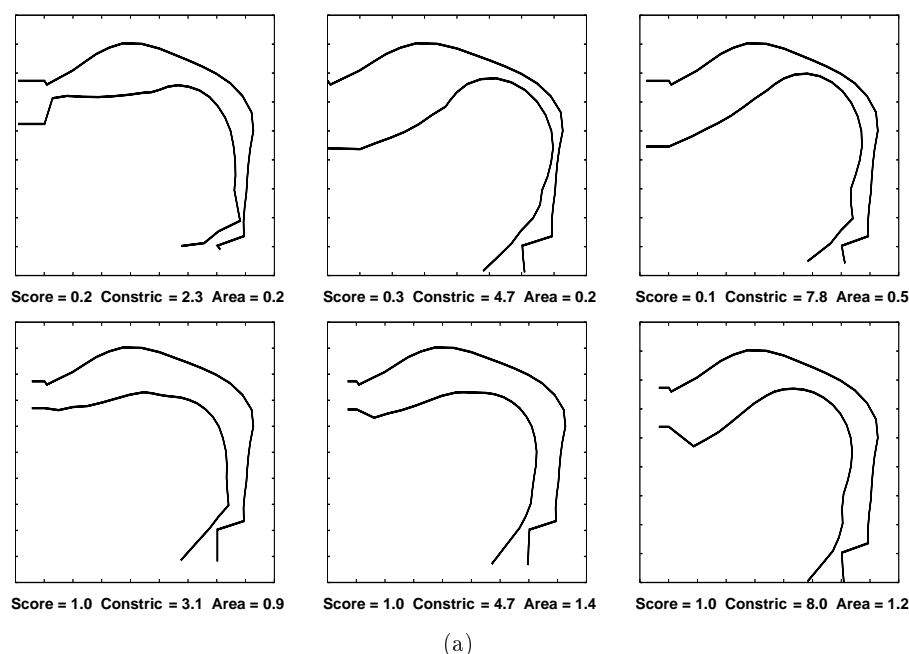 Score = 0.2 Constric = 2.3 Area = 0.2
Score = 0.3 Constric = 4.7 Area = 0.2
Score = 0.1 Constric = 7.8 Area = 0.5
Score = 1.0 Constric = 3.1 Area = 0.9
Score = 1.0 Constric = 4.7 Area = 1.4
Score = 1.0 Constric = 8.0 Area = 1.2
(a)